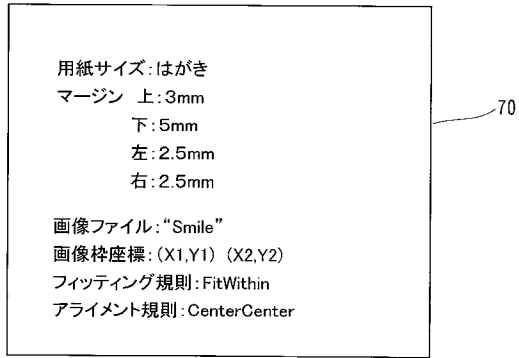 用紙サイズ:はがき
マージン 上:3mm
下:5mm
左:2.5mm
右:2.5mm
画像ファイル:“Smile”
画像枠座標:(X1,Y1) (X2,Y2)
フィッティング規則:FitWithin
アライメント規則:CenterCenter
70